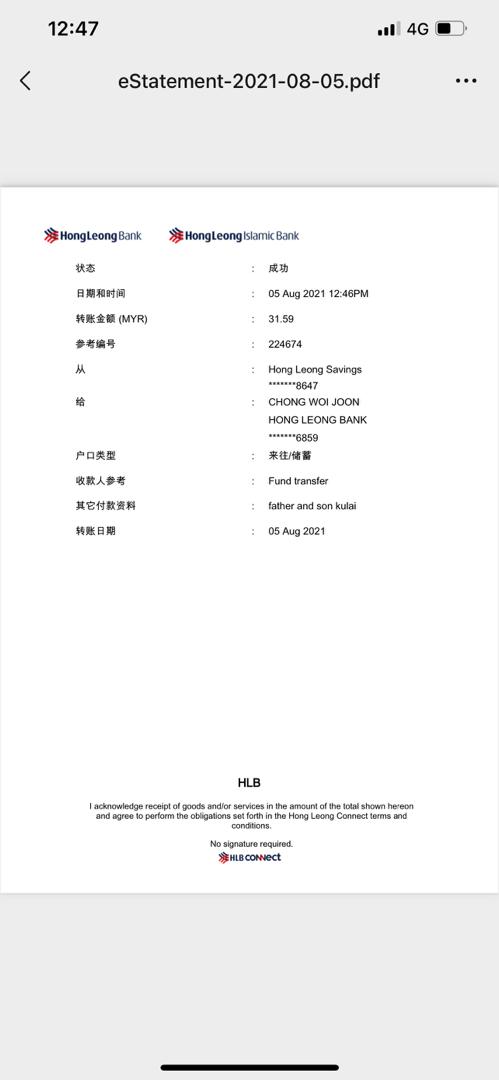 12:47
4G
eStatement-2021-08-05.pdf
HongLeong Bank HongLeong Islamic Bank
状态 : 成功
日期和时间 : 05 Aug 2021 12:46PM
转账金额 (MYR) : 31.59
参考编号 : 224674
从 : Hong Leong Savings
*******8647
给 : CHONG WOI JOON
HONG LEONG BANK
*******6859
户口类型 : 来往/储蓄
收款人参考 : Fund transfer
其它付款资料 : father and son kulai
转账日期 : 05 Aug 2021
HLB
I acknowledge receipt of goods and/or services in the amount of the total shown hereon
and agree to perform the obligations set forth in the Hong Leong Connect terms and
conditions.
No signature required.
HLB CONNect